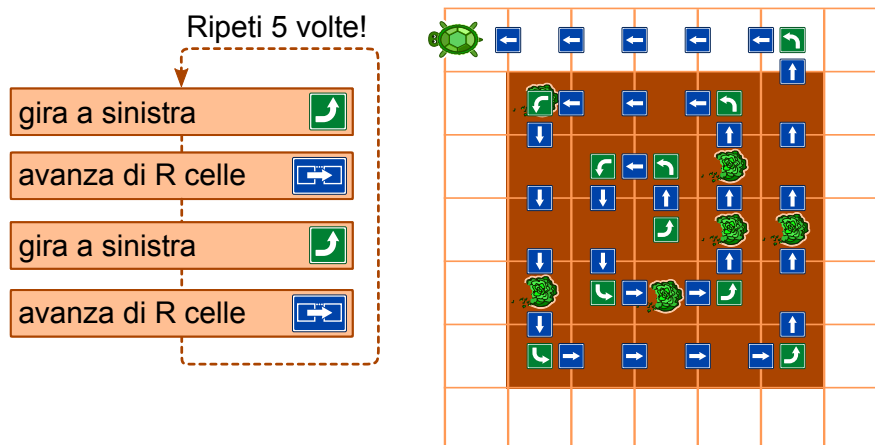 Ripeti 5 volte!
gira a sinistra
avanza di R celle
gira a sinistra
avanza di R celle